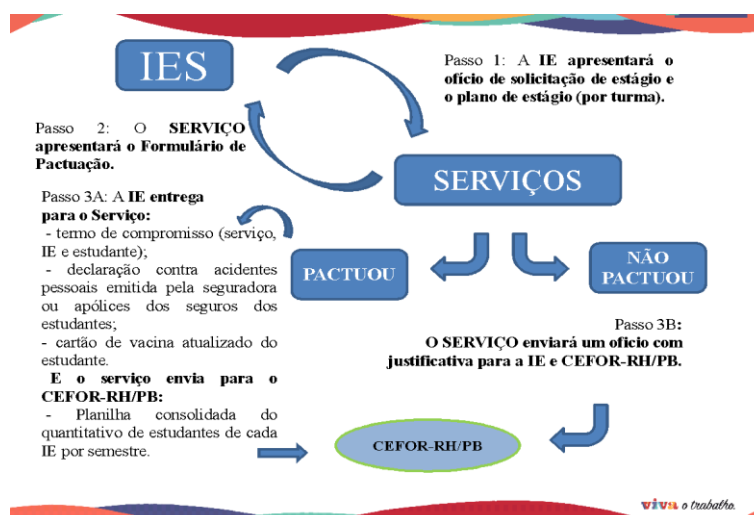 IES
Passo 1: A IE apresentará o
ofício de solicitação de estágio e
o plano de estágio (por turma).
Passo 2: O SERVIÇO
apresentará o Formulário de
Pactuação.
SERVIÇOS
Passo 3A: A IE entrega
para o Serviço:
- termo de compromisso (serviço,
IE e estudante);
- declaração contra acidentes
pessoais emitida pela seguradora
ou apólices dos seguros dos
estudantes;
- cartão de vacina atualizado do
estudante.
E o serviço envia para o
CEFOR-RH/PB:
- Planilha consolidada do
quantitativo de estudantes de cada
IE por semestre.
PACTUOU
NÃO
PACTUOU
Passo 3B:
O SERVIÇO enviará um oficio com
justificativa para a IE e CEFOR-RH/PB.
CEFOR-RH/PB
viva o trabalho.